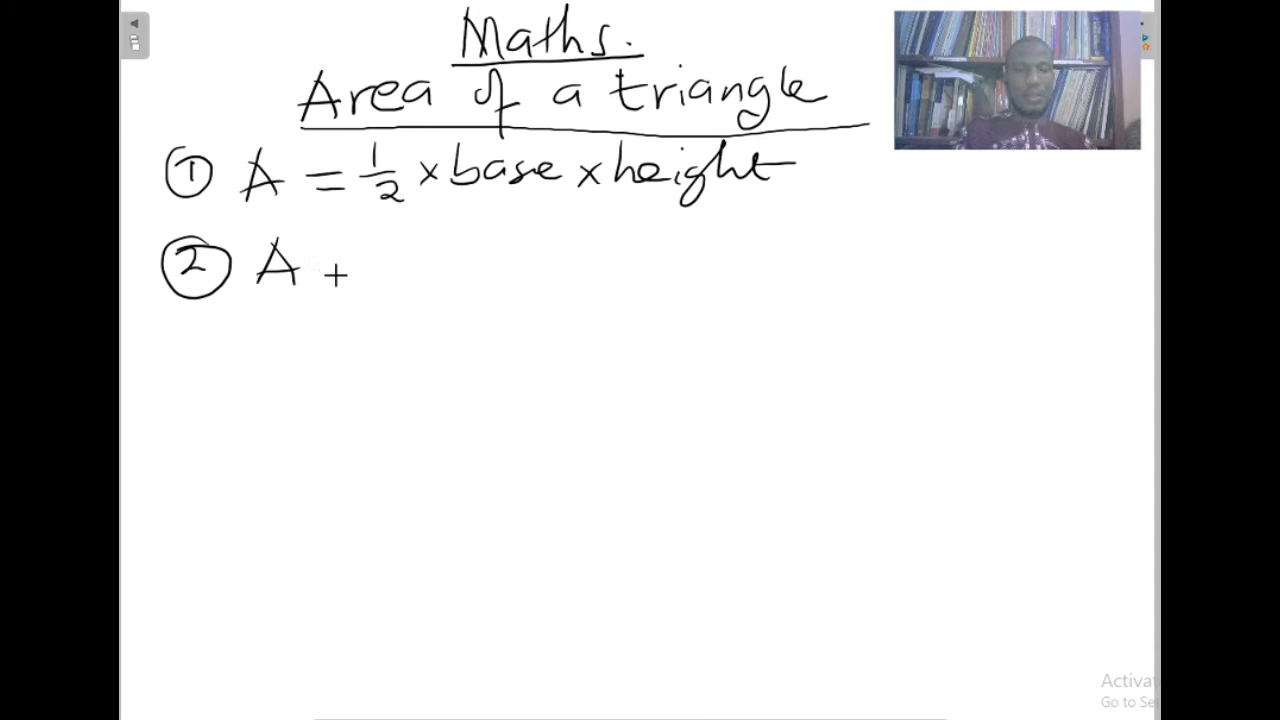 Maths.
Area of a triangle
① A = 1/2 × base × height
② A +
Activat
Go to Se